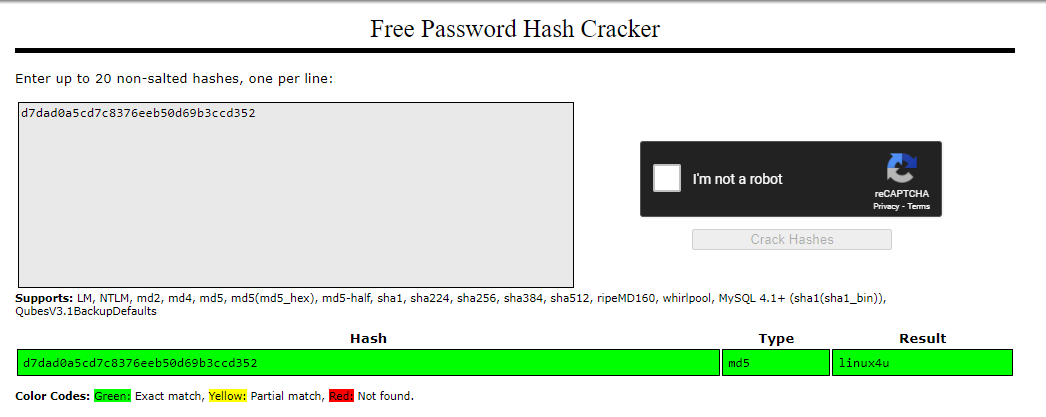 Free Password Hash Cracker
Enter up to 20 non-salted hashes, one per line:
d7dad0a5cd7c8376eeb50d69b3ccd352
I'm not a robot
reCAPTCHA
Privacy - Terms
Crack Hashes
Supports: LM, NTLM, md2, md4, md5, md5(md5_hex), md5-half, sha1, sha224, sha256, sha384, sha512, ripeMD160, whirlpool, MySQL 4.1+ (sha1(sha1_bin)),
QubesV3.1BackupDefaults
Hash Type Result
d7dad0a5cd7c8376eeb50d69b3ccd352 md5 linux4u
Color Codes: Green: Exact match, Yellow: Partial match, Red: Not found.